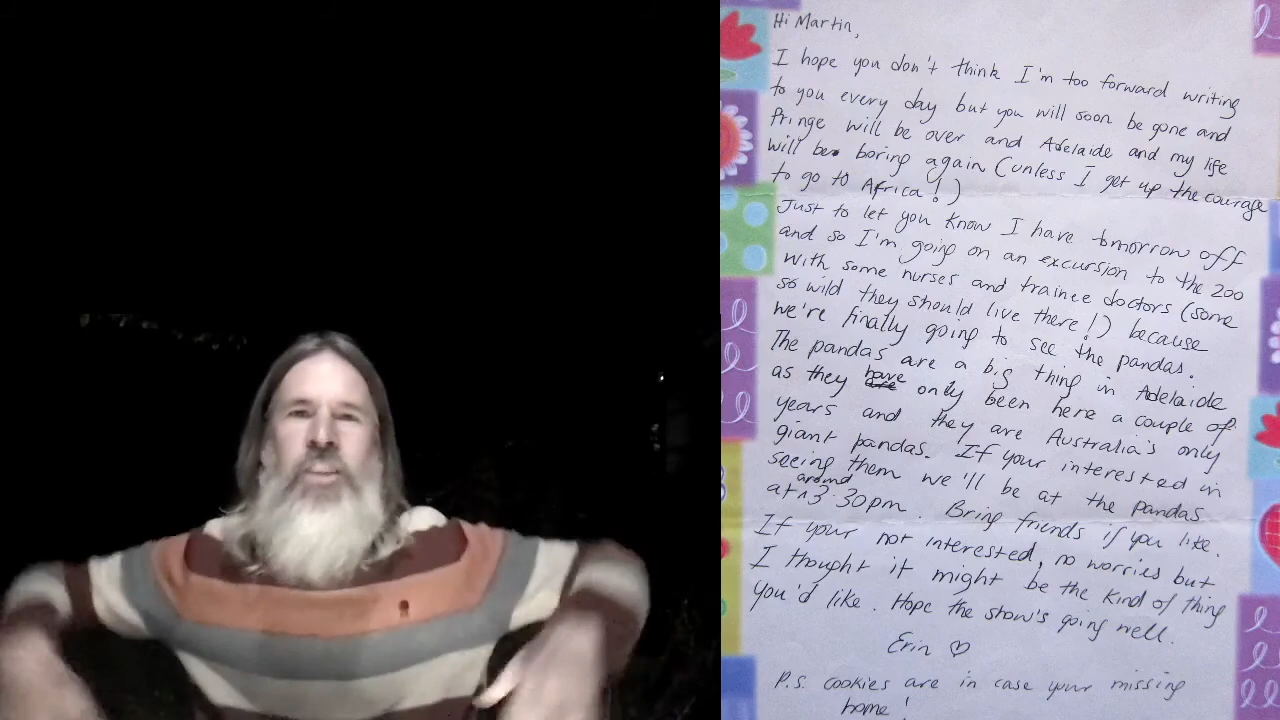 Hi Martin,
I hope you don't think I'm too forward writing
to you every day but you will soon be gone and
Fringe will be over and Adelaide and my life
will be boring again (unless I get up the courage
to go to Africa!)
Just to let you know I have tomorrow off
and so I'm going on an excursion to the zoo
with some nurses and trainee doctors (some
so wild they should live there!) because
we're finally going to see the pandas.
The pandas are a big thing in Adelaide
as they have only been here a couple of
years and they are Australia's only
giant pandas. If your interested in
seeing them we'll be at the pandas
at around 3:30pm. Bring friends if you like.
If your not interested, no worries but
I thought it might be the kind of thing
you'd like. Hope the show's going well.
Erin ♡
P.S. cookies are in case your missing
home!